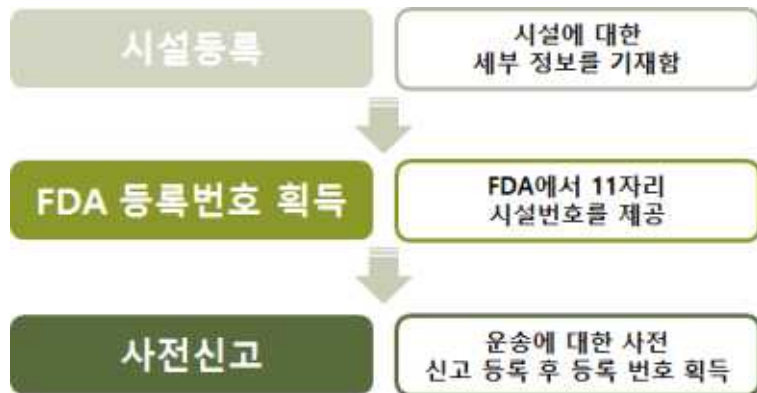 시설등록
시설에 대한
세부 정보를 기재함
FDA 등록번호 획득
FDA에서 11자리
시설번호를 제공
사전신고
운송에 대한 사전
신고 등록 후 등록 번호 획득